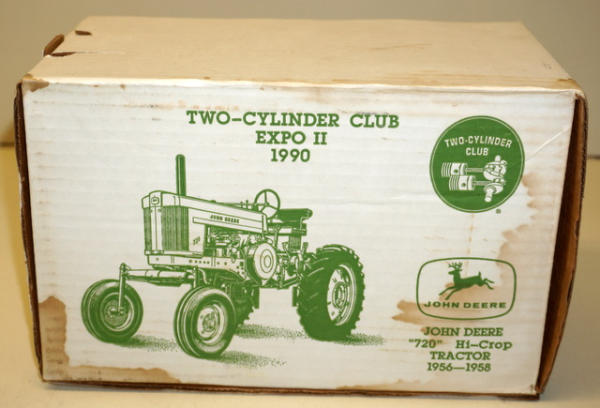 TWO-CYLINDER CLUB
EXPO II
1990
TWO-CYLINDER
CLUB
®
JOHN DEERE
720
JOHN DEERE
JOHN DEERE
"720" Hi-Crop
TRACTOR
1956—1958